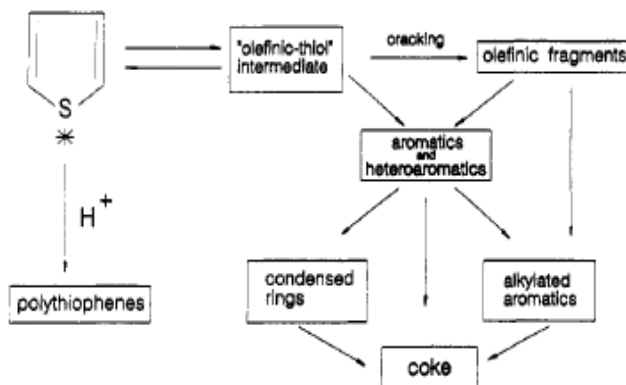 "olefinic-thiol"
intermediate
cracking
olefinic fragments
S
*
aromatics
and
heteroaromatics
H+
polythiophenes
condensed
rings
alkylated
aromatics
coke